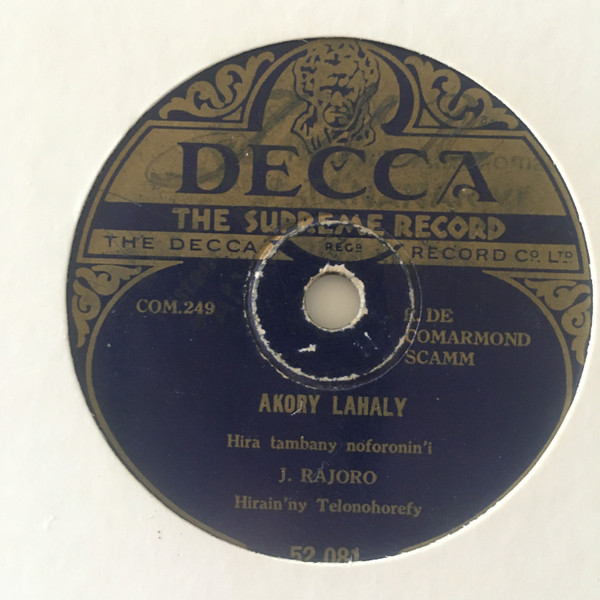 DECCA
THE SUPREME RECORD
THE DECCA REGD RECORD CO. LTD
COM.249
DE
COMARMOND
SCAMM
AKORY LAHALY
Hira tambany noforonin'i
J. RAJORO
Hirain'ny Telonohorefy
52.081